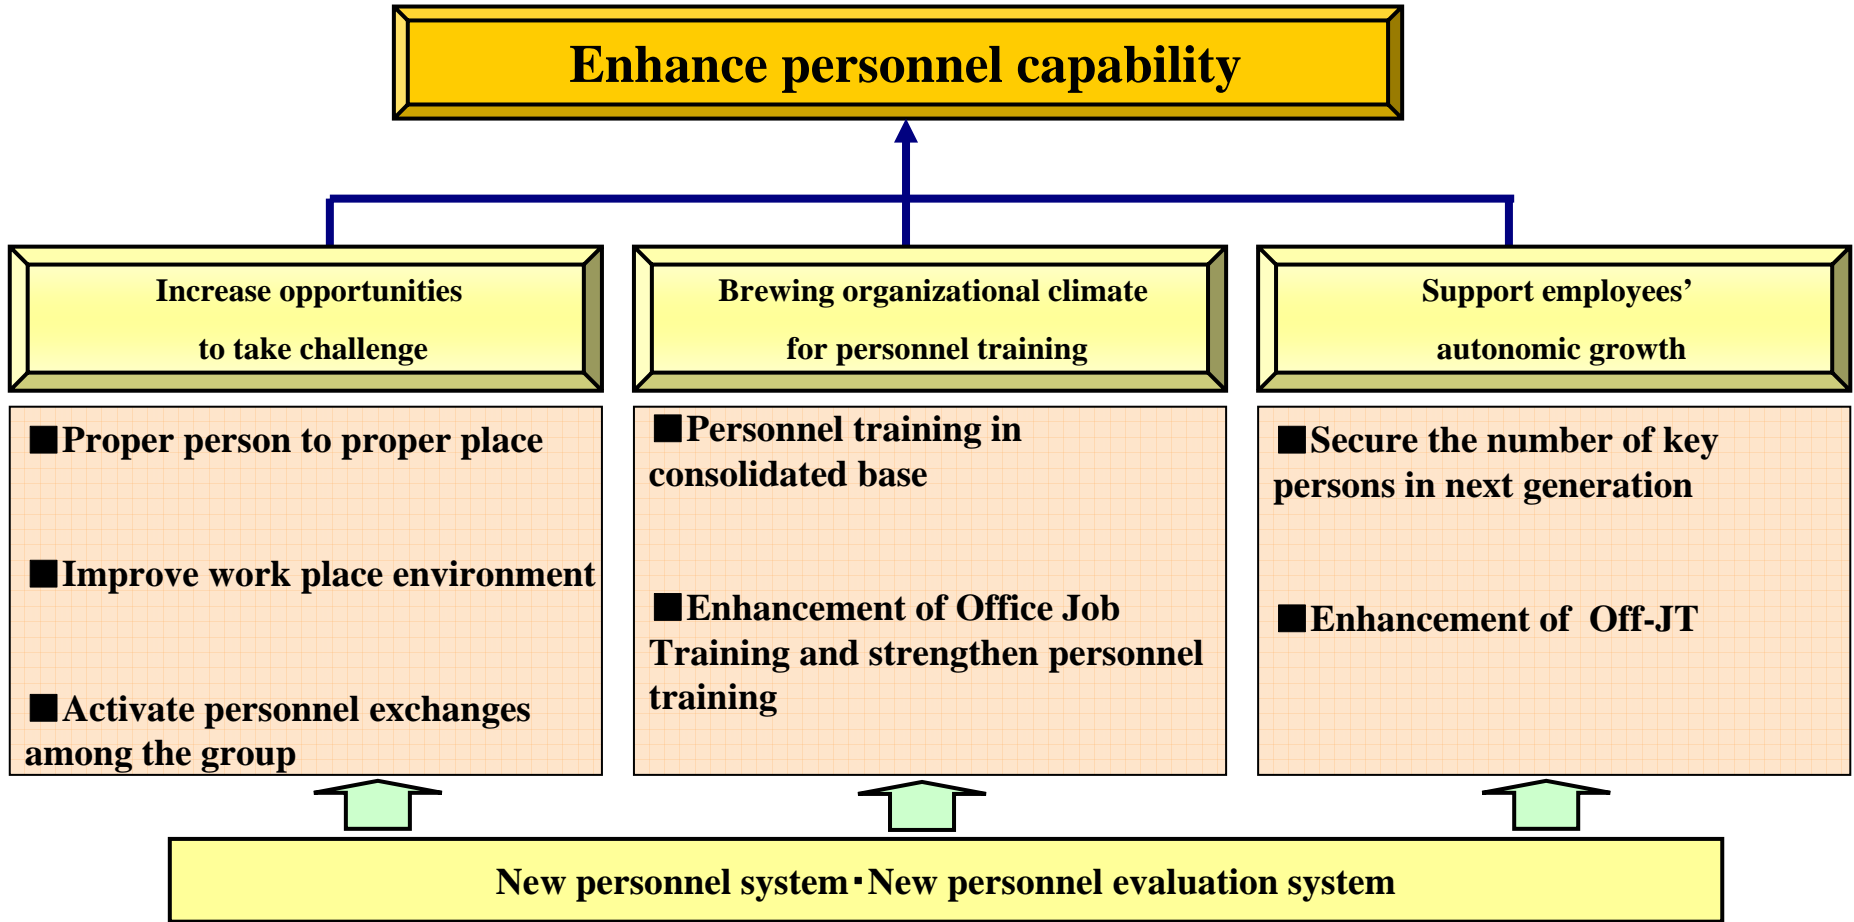 Enhance personnel capability
Increase opportunities
to take challenge
■Proper person to proper place
■Improve work place environment
■Activate personnel exchanges
among the group
Brewing organizational climate
for personnel training
■Personnel training in
consolidated base
■Enhancement of Office Job
Training and strengthen personnel
training
Support employees’
autonomic growth
■Secure the number of key
persons in next generation
■Enhancement of  Off-JT
New personnel system・New personnel evaluation system